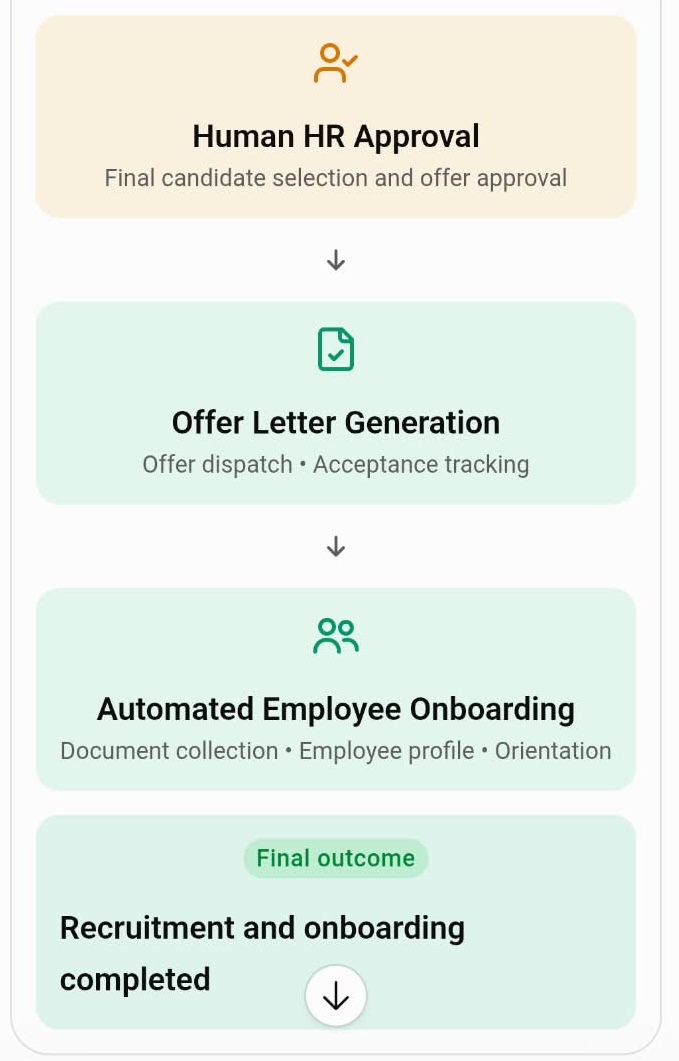 Human HR Approval
Final candidate selection and offer approval
Offer Letter Generation
Offer dispatch • Acceptance tracking
Automated Employee Onboarding
Document collection • Employee profile • Orientation
Final outcome
Recruitment and onboarding
completed